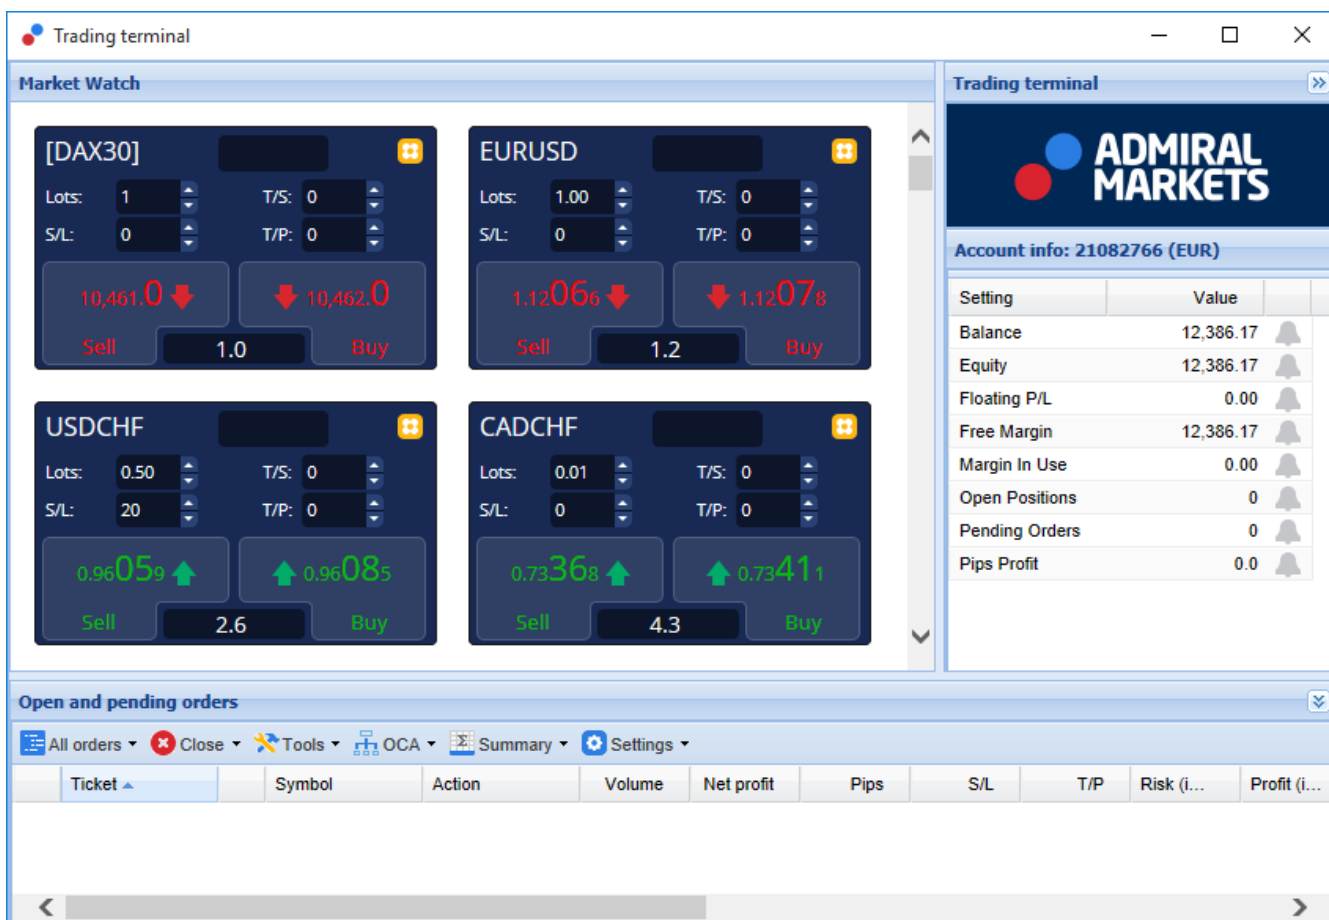 Trading terminal
Market Watch
[DAX30]
Lots: 1 T/S: 0
S/L: 0 T/P: 0
10,461.0 10,462.0
Sell 1.0 Buy
EURUSD
Lots: 1.00 T/S: 0
S/L: 0 T/P: 0
1.12066 1.12078
Sell 1.2 Buy
USDCHF
Lots: 0.50 T/S: 0
S/L: 20 T/P: 0
0.96059 0.96085
Sell 2.6 Buy
CADCHF
Lots: 0.01 T/S: 0
S/L: 0 T/P: 0
0.73368 0.73411
Sell 4.3 Buy
Trading terminal
ADMIRAL
MARKETS
Account info: 21082766 (EUR)
Setting Value
Balance 12,386.17
Equity 12,386.17
Floating P/L 0.00
Free Margin 12,386.17
Margin In Use 0.00
Open Positions 0
Pending Orders 0
Pips Profit 0.0
Open and pending orders
All orders Close Tools OCA Summary Settings
Ticket Symbol Action Volume Net profit Pips S/L T/P Risk (i... Profit (i...